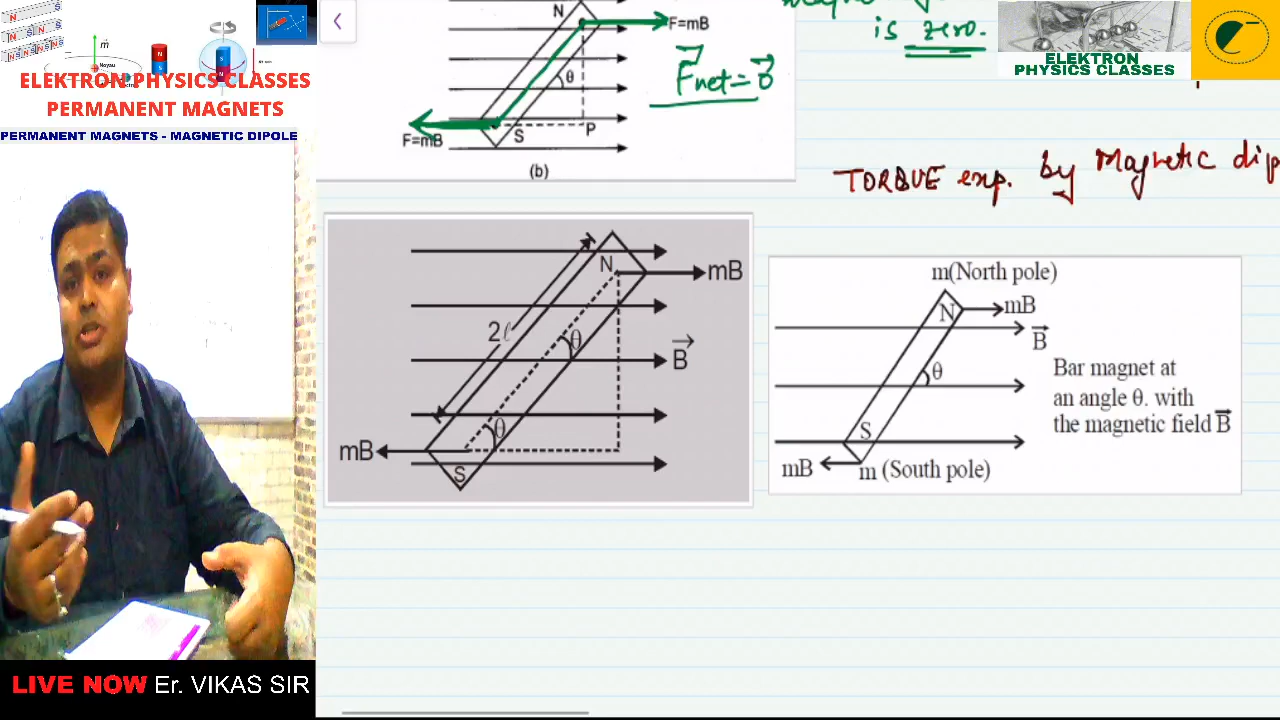 S
N S
N S N S
N S N S N S
m
Noyau
ELEKTRON PHYSICS CLASSES
PERMANENT MAGNETS
PERMANENT MAGNETS - MAGNETIC DIPOLE
N
F=mB
θ
F=mB
S
P
(b)
F⃗net = 0⃗
is zero.
ELEKTRON
PHYSICS CLASSES
TORQUE exp. by Magnetic dip
N
mB
2ℓ
θ
B⃗
θ
mB
S
m(North pole)
N
mB
B⃗
θ
Bar magnet at
an angle θ. with
the magnetic field B⃗
S
mB
m (South pole)
LIVE NOW Er. VIKAS SIR